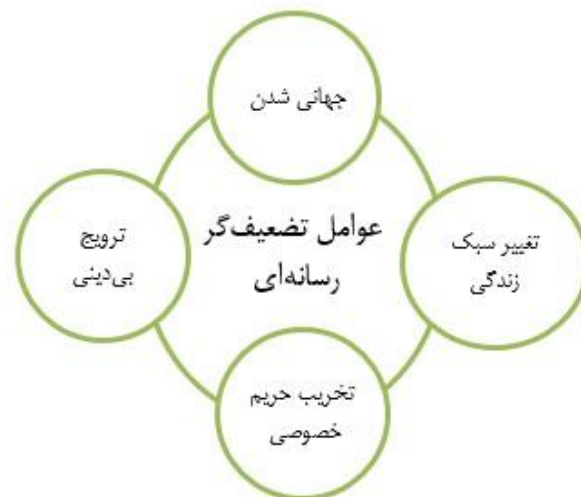 جهانی شدن
عوامل تضعیف‌گر
رسانه‌ای
تغییر سبک
زندگی
تخریب حریم
خصوصی
ترویج
بی‌دینی